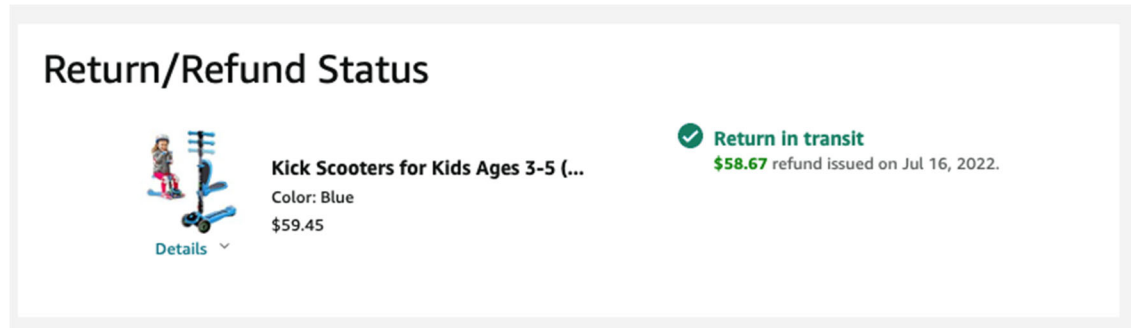 Return/Refund Status
Return in transit
$58.67 refund issued on Jul 16, 2022.
Kick Scooters for Kids Ages 3-5 (...
Color: Blue
$59.45
Details